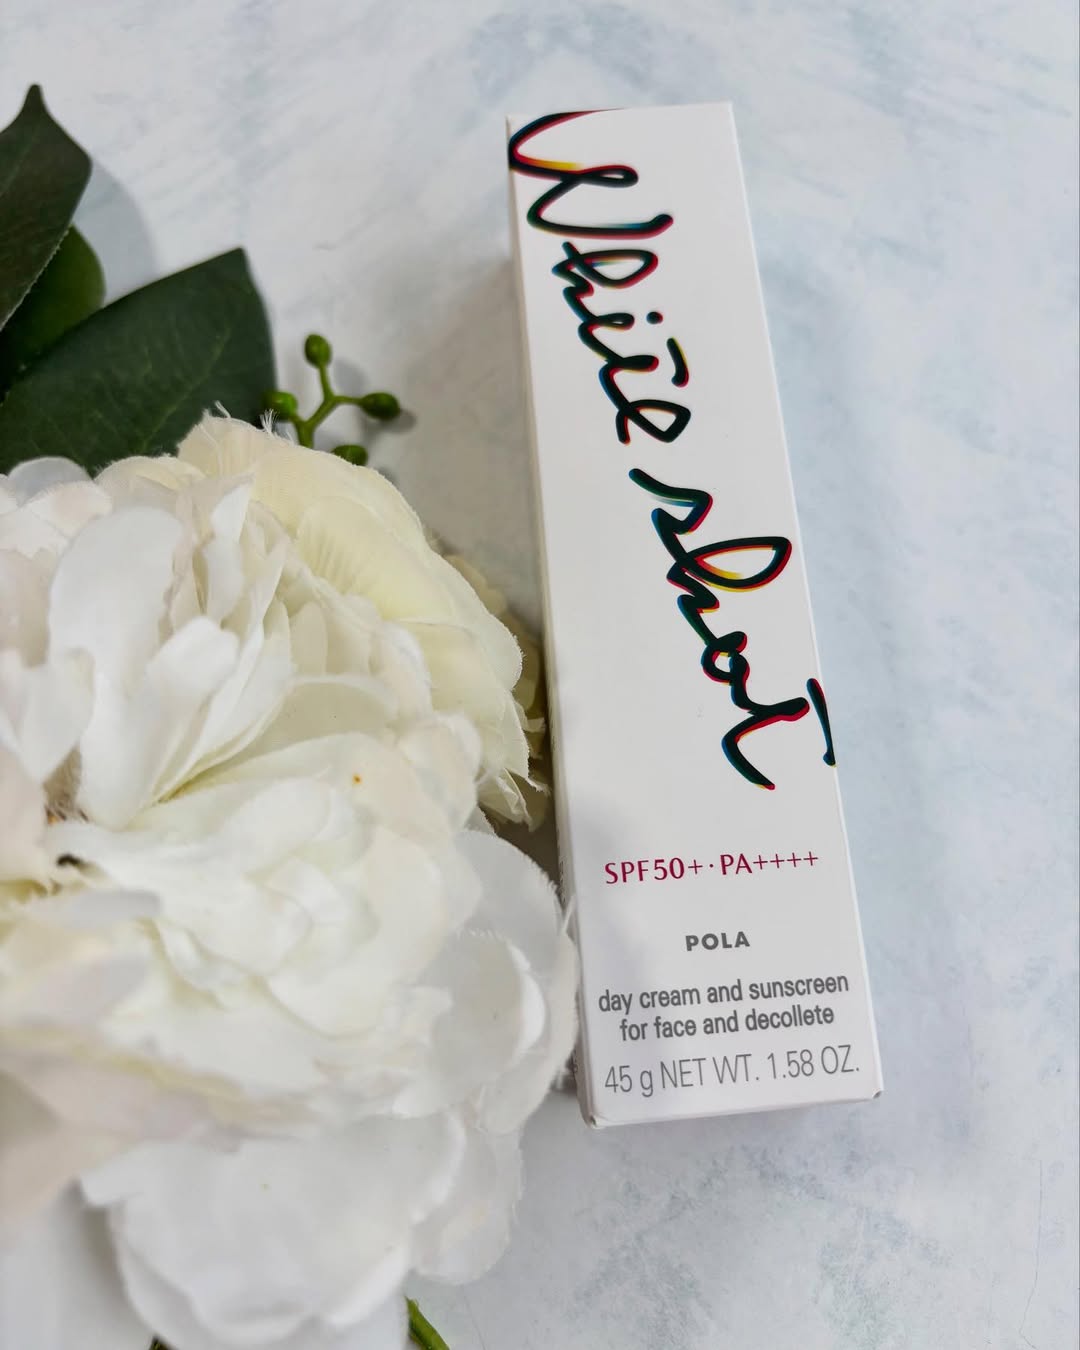 White shot
SPF50+·PA++++
POLA
day cream and sunscreen
for face and decollete
45 g NET WT. 1.58 OZ.